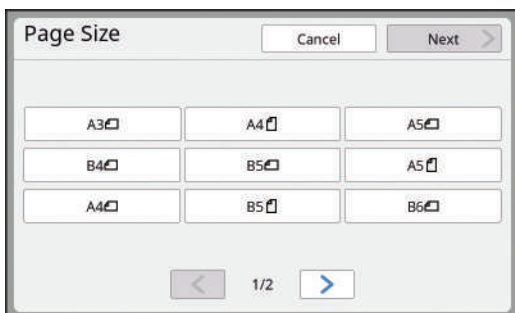 Page Size Cancel Next
A3 A4 A5
B4 B5 A5
A4 B5 B6
1/2